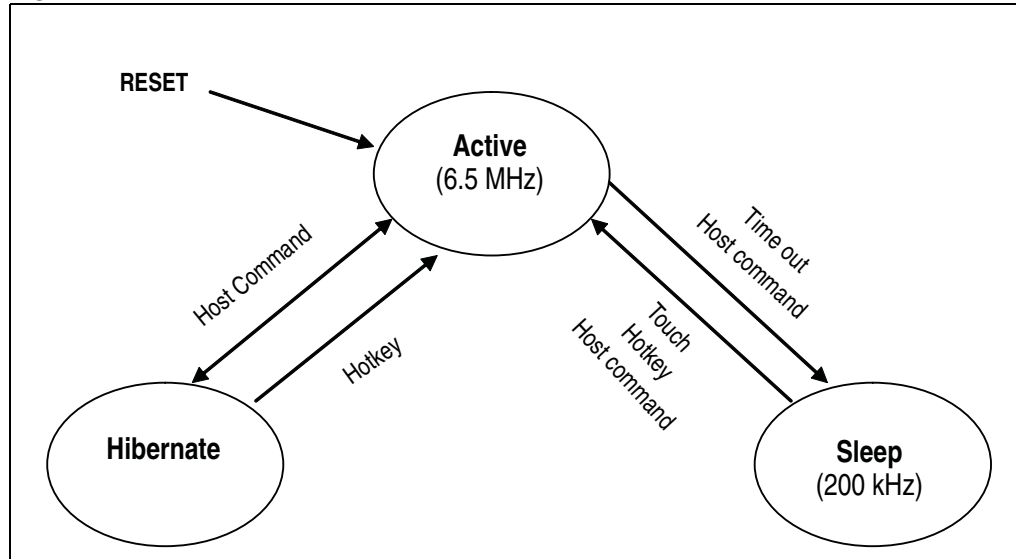 RESET
Active
(6.5 MHz)
Time out
Host command
Host Command
Hotkey
Touch
Hotkey
Host command
Hibernate
Sleep
(200 kHz)